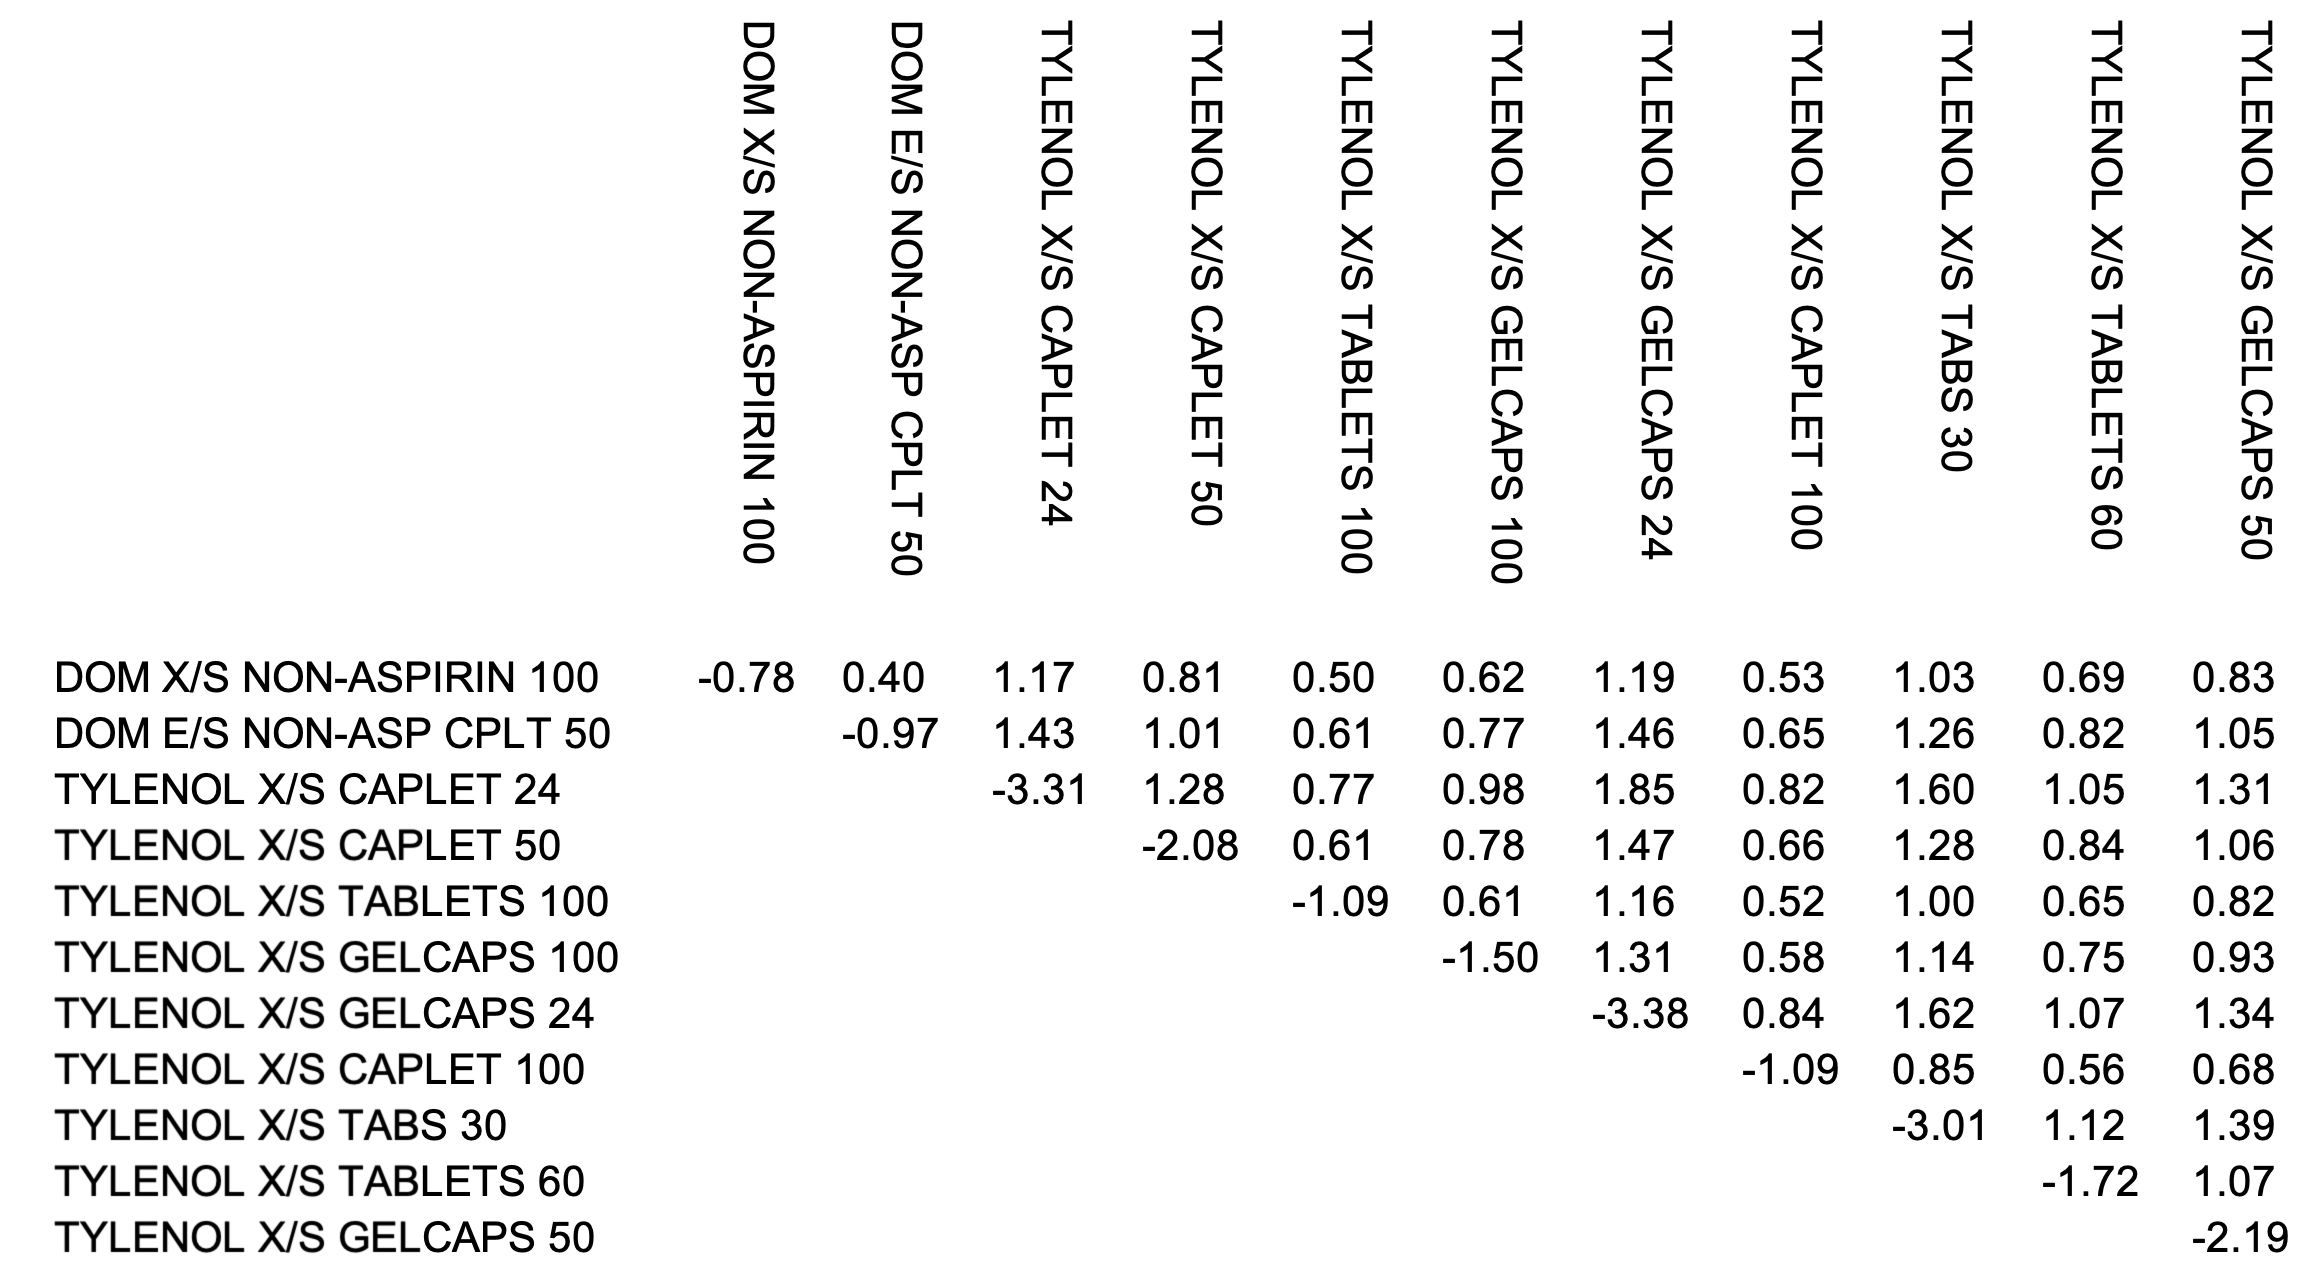 DOM X/S NON-ASPIRIN 100
DOM E/S NON-ASP CPLT 50
TYLENOL X/S CAPLET 24
TYLENOL X/S CAPLET 50
TYLENOL X/S TABLETS 100
TYLENOL X/S GELCAPS 100
TYLENOL X/S GELCAPS 24
TYLENOL X/S CAPLET 100
TYLENOL X/S TABS 30
TYLENOL X/S TABLETS 60
TYLENOL X/S GELCAPS 50
DOM X/S NON-ASPIRIN 100 -0.78 0.40 1.17 0.81 0.50 0.62 1.19 0.53 1.03 0.69 0.83
DOM E/S NON-ASP CPLT 50 -0.97 1.43 1.01 0.61 0.77 1.46 0.65 1.26 0.82 1.05
TYLENOL X/S CAPLET 24 -3.31 1.28 0.77 0.98 1.85 0.82 1.60 1.05 1.31
TYLENOL X/S CAPLET 50 -2.08 0.61 0.78 1.47 0.66 1.28 0.84 1.06
TYLENOL X/S TABLETS 100 -1.09 0.61 1.16 0.52 1.00 0.65 0.82
TYLENOL X/S GELCAPS 100 -1.50 1.31 0.58 1.14 0.75 0.93
TYLENOL X/S GELCAPS 24 -3.38 0.84 1.62 1.07 1.34
TYLENOL X/S CAPLET 100 -1.09 0.85 0.56 0.68
TYLENOL X/S TABS 30 -3.01 1.12 1.39
TYLENOL X/S TABLETS 60 -1.72 1.07
TYLENOL X/S GELCAPS 50 -2.19